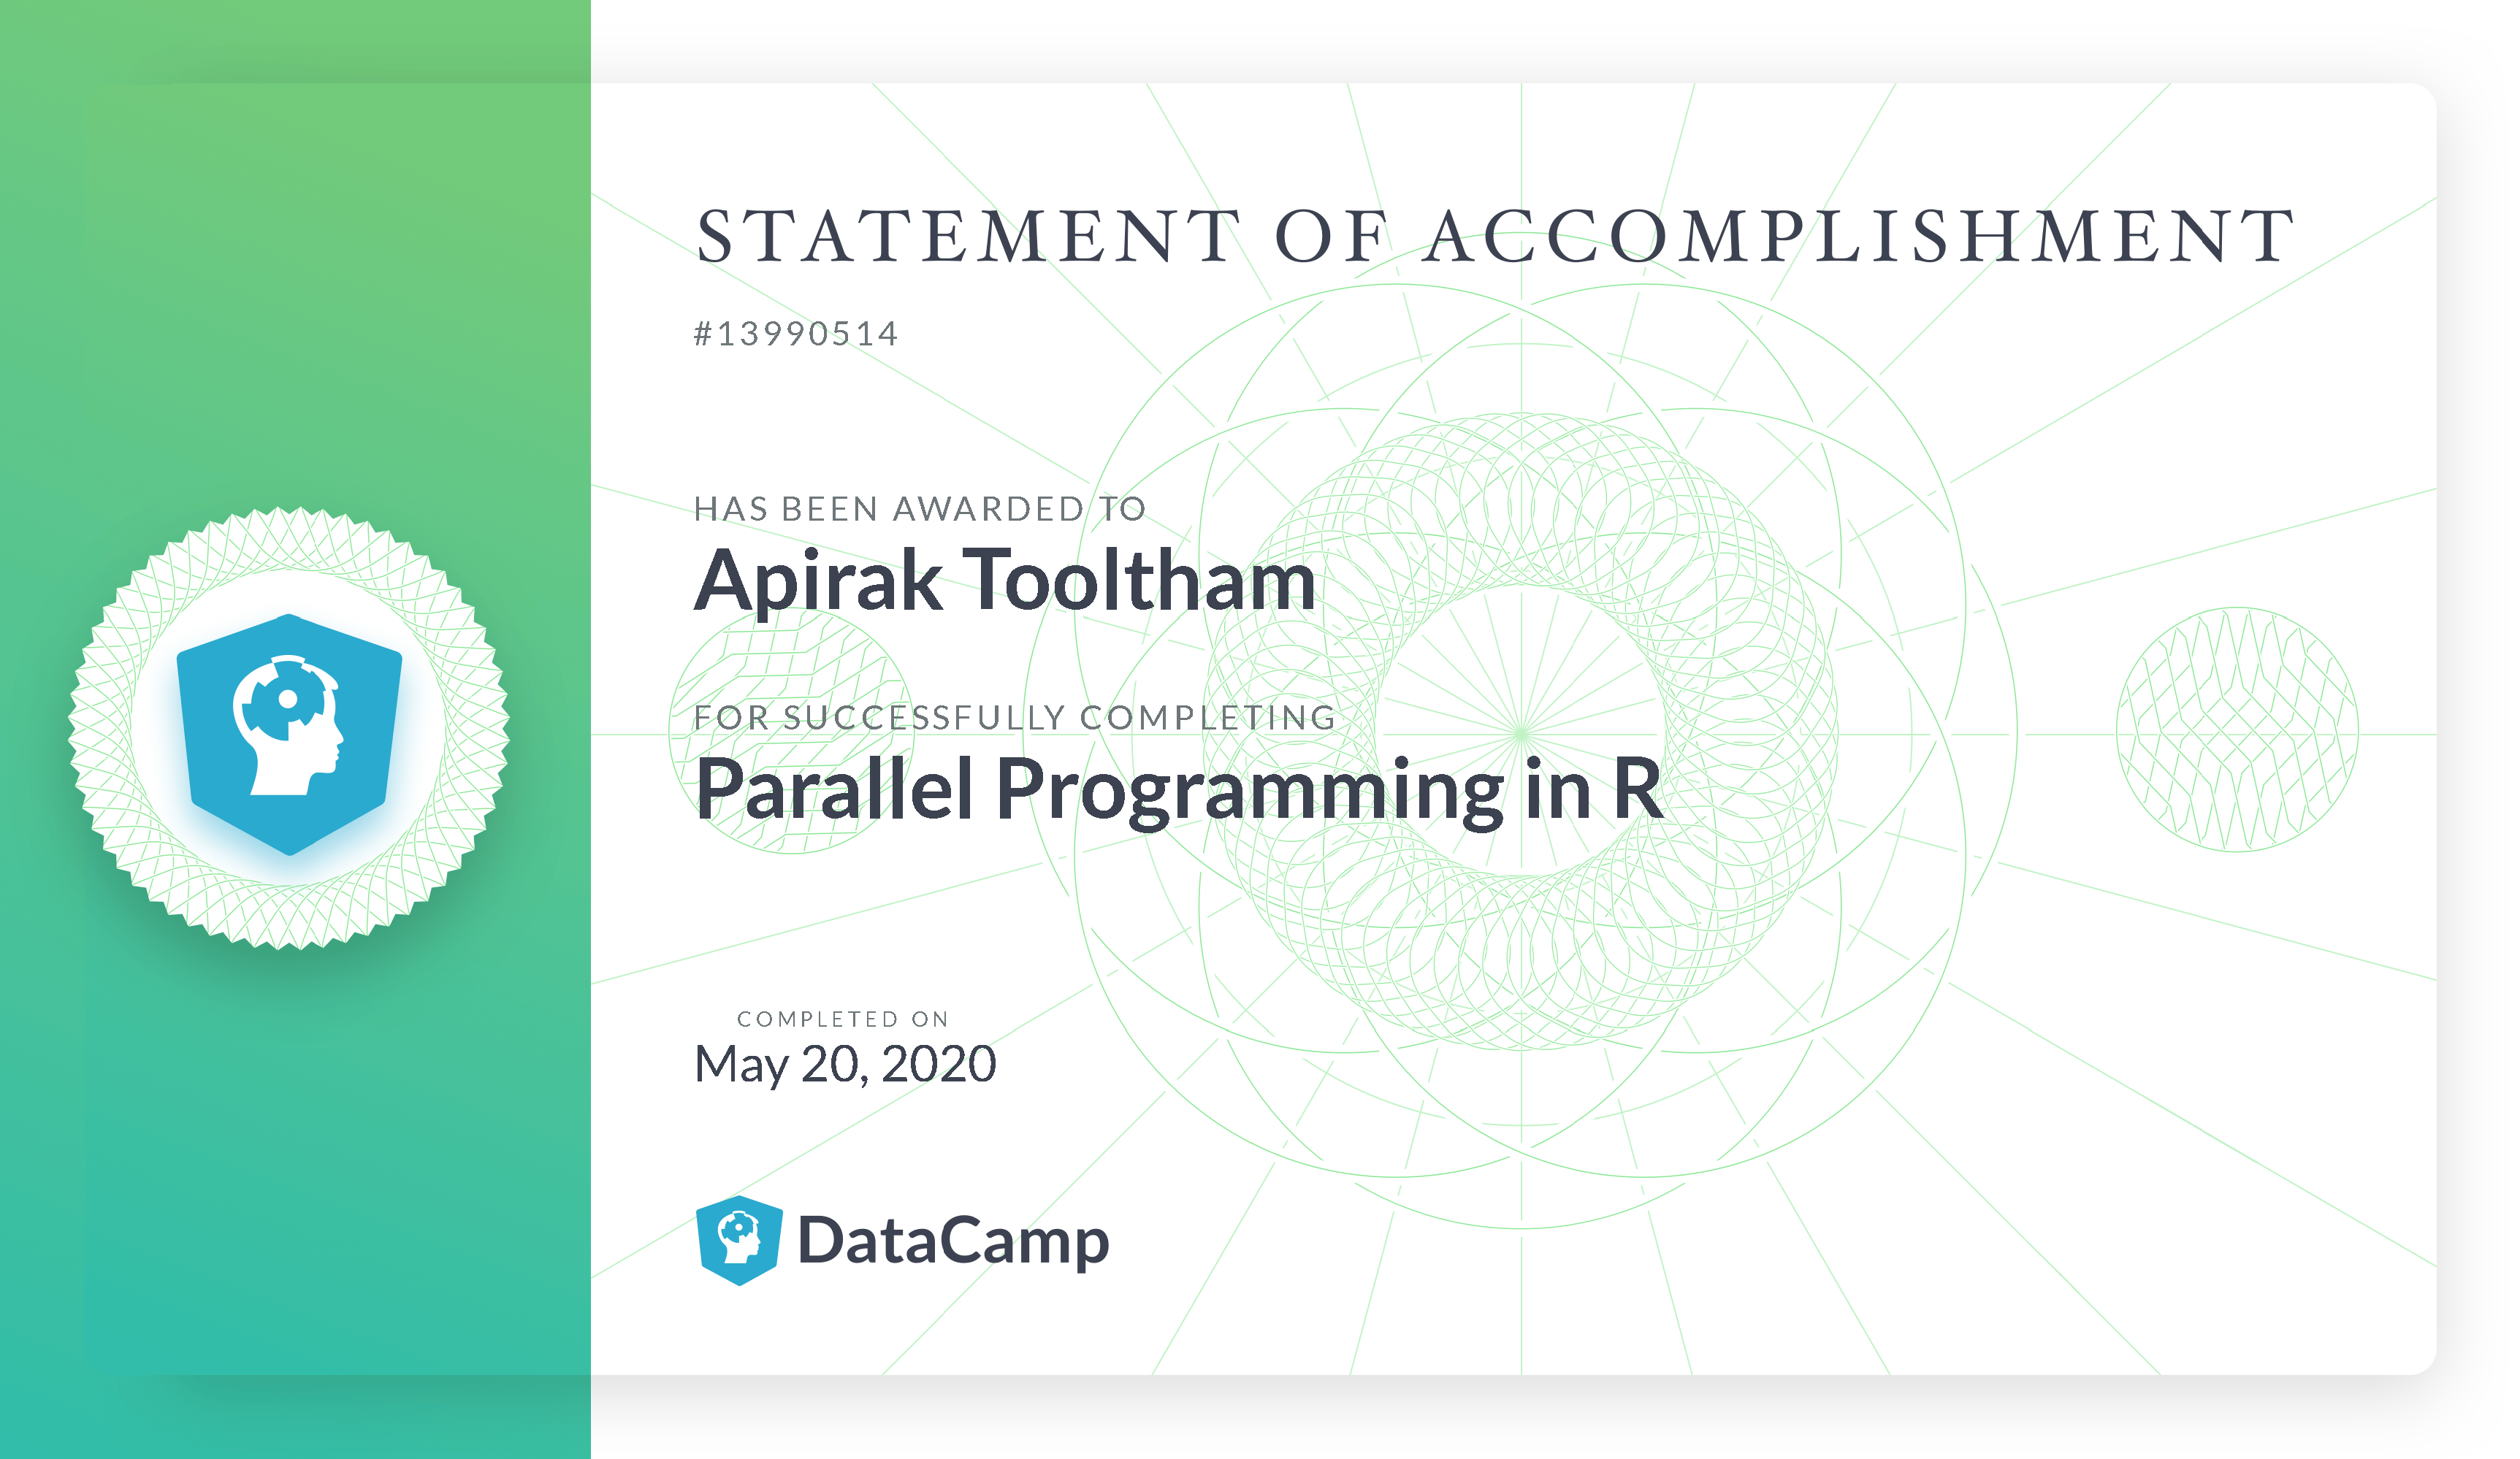 STATEMENT OF ACCOMPLISHMENT
#13990514
HAS BEEN AWARDED TO
Apirak Tooltham
FOR SUCCESSFULLY COMPLETING
Parallel Programming in R
COMPLETED ON
May 20, 2020
DataCamp